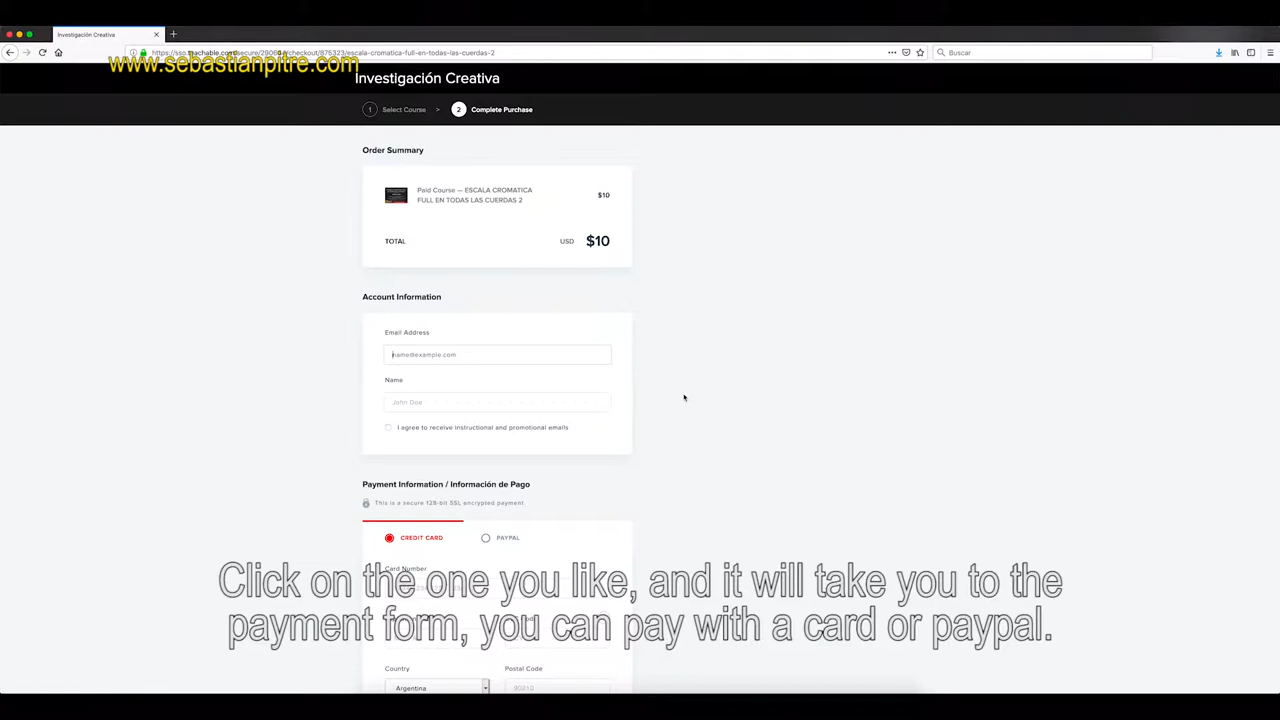 Investigación Creativa
www.sebastianpitre.com
Buscar
Investigación Creativa
1 Select Course > 2 Complete Purchase
Order Summary
Paid Course — ESCALA CROMATICA
FULL EN TODAS LAS CUERDAS 2
$10
TOTAL USD $10
Account Information
Email Address
name@example.com
Name
John Doe
I agree to receive instructional and promotional emails
Payment Information / Información de Pago
This is a secure 128-bit SSL encrypted payment.
CREDIT CARD PAYPAL
Card Number
Click on the one you like, and it will take you to the
payment form, you can pay with a card or paypal.
Country Postal Code
Argentina 90210